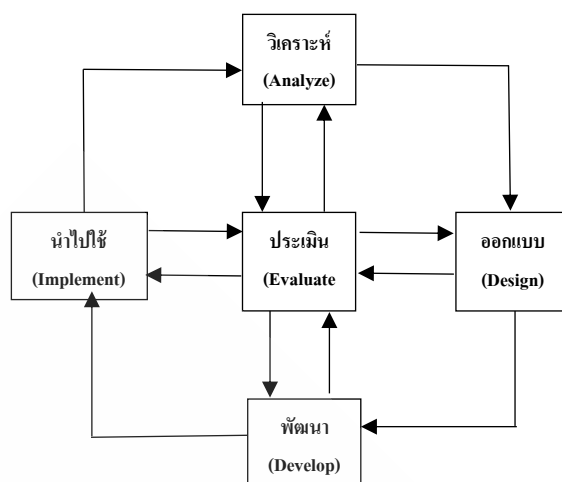 วิเคราะห์
(Analyze)
นำไปใช้
(Implement)
ประเมิน
(Evaluate
ออกแบบ
(Design)
พัฒนา
(Develop)